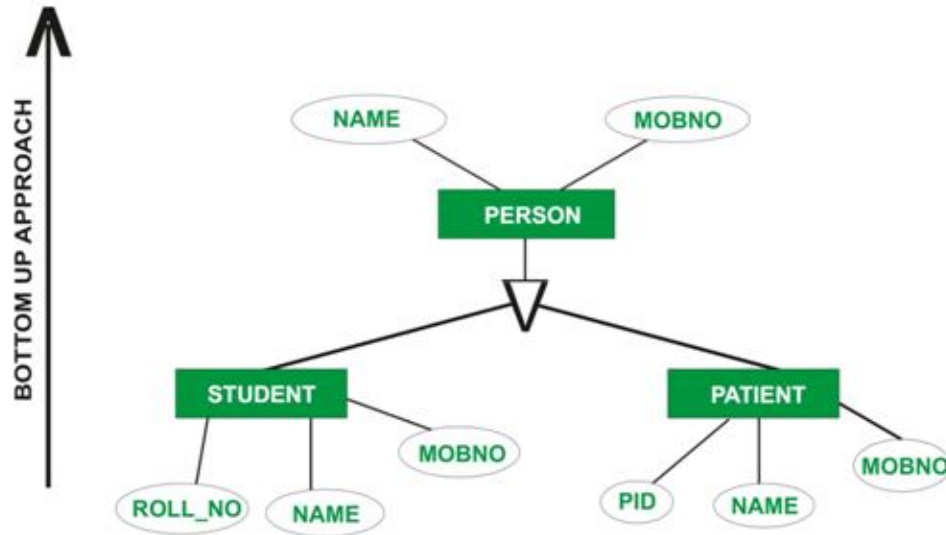 BOTTOM UP APPROACH
NAME
MOBNO
PERSON
STUDENT
PATIENT
MOBNO
MOBNO
ROLL_NO
NAME
PID
NAME